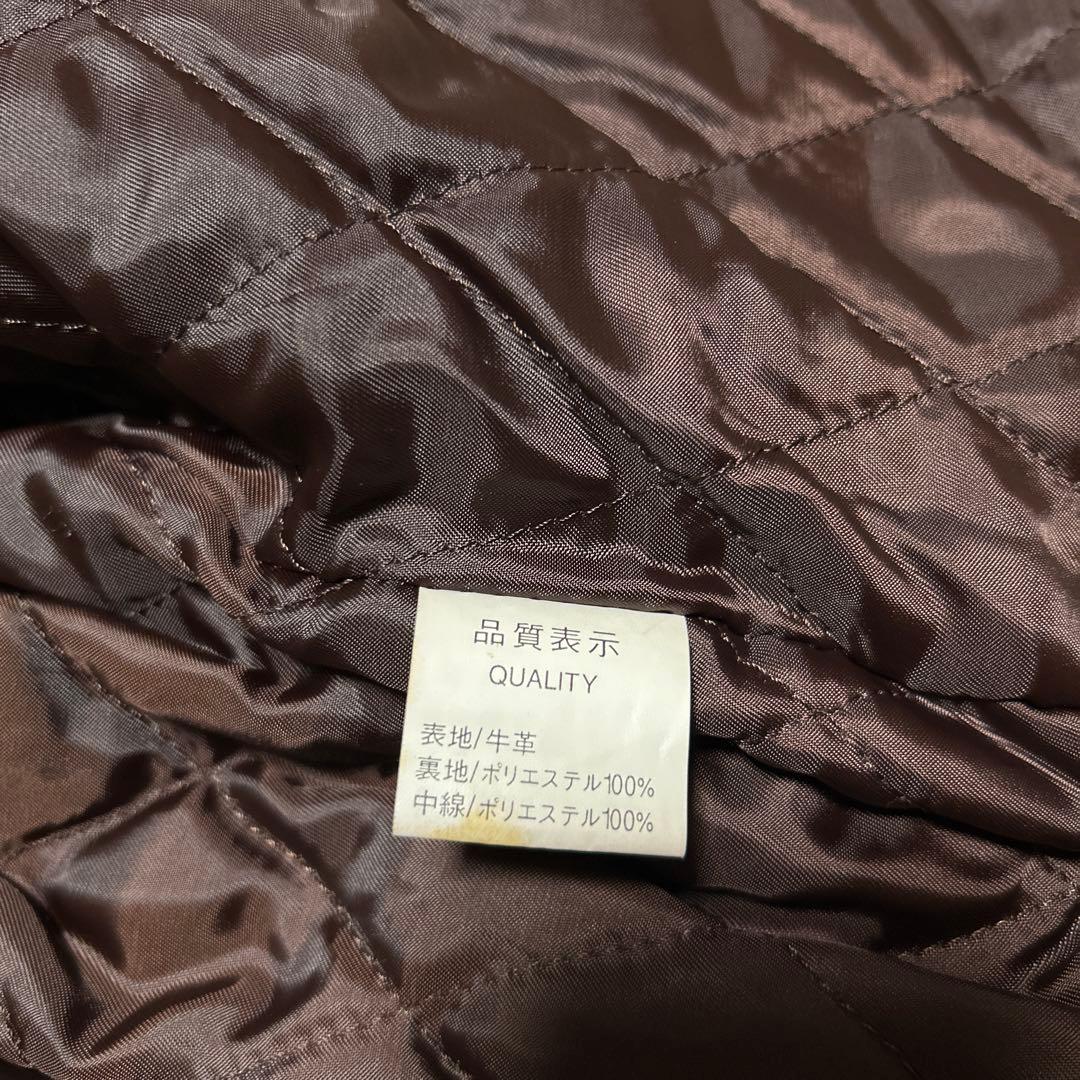 品質表示
QUALITY
表地/牛革
裏地/ポリエステル100%
中線/ポリエステル100%